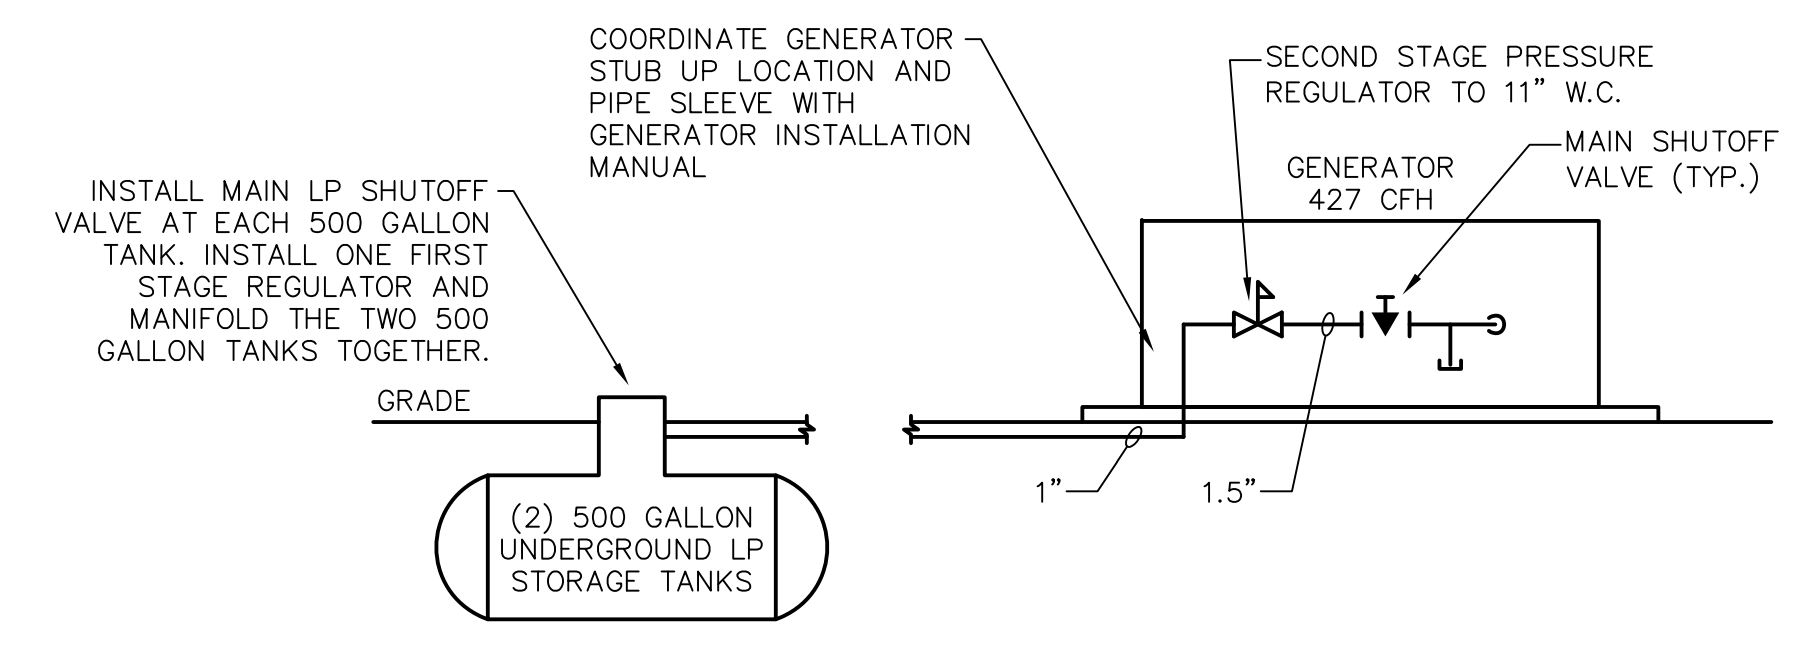 COORDINATE GENERATOR
STUB UP LOCATION AND
PIPE SLEEVE WITH
GENERATOR INSTALLATION
MANUAL
SECOND STAGE PRESSURE
REGULATOR TO 11" W.C.
MAIN SHUTOFF
VALVE (TYP.)
GENERATOR
427 CFH
INSTALL MAIN LP SHUTOFF
VALVE AT EACH 500 GALLON
TANK. INSTALL ONE FIRST
STAGE REGULATOR AND
MANIFOLD THE TWO 500
GALLON TANKS TOGETHER.
GRADE
1"
1.5"
(2) 500 GALLON
UNDERGROUND LP
STORAGE TANKS